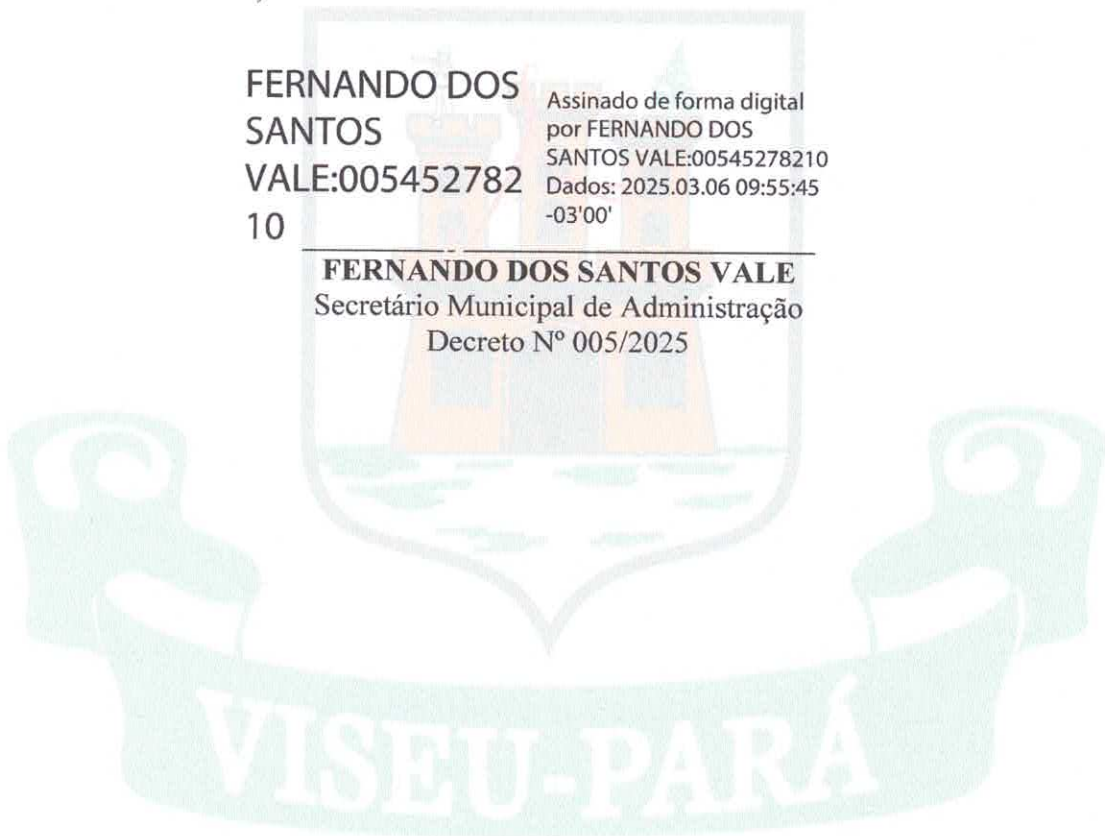 FERNANDO DOS
SANTOS
VALE:005452782
10
Assinado de forma digital
por FERNANDO DOS
SANTOS VALE:00545278210
Dados: 2025.03.06 09:55:45
-03'00'
FERNANDO DOS SANTOS VALE
Secretário Municipal de Administração
Decreto Nº 005/2025
VISEU-PARÁ